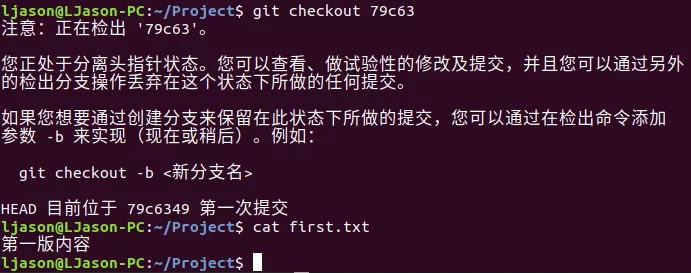 ljason@LJason-PC:~/Project$ git checkout 79c63
注意：正在检出 '79c63'。
您正处于分离头指针状态。您可以查看、做试验性的修改及提交，并且您可以通过另外
的检出分支操作丢弃在这个状态下所做的任何提交。
如果您想要通过创建分支来保留在此状态下所做的提交，您可以通过在检出命令添加
参数 -b 来实现（现在或稍后）。例如：
git checkout -b <新分支名>
HEAD 目前位于 79c6349 第一次提交
ljason@LJason-PC:~/Project$ cat first.txt
第一版内容
ljason@LJason-PC:~/Project$